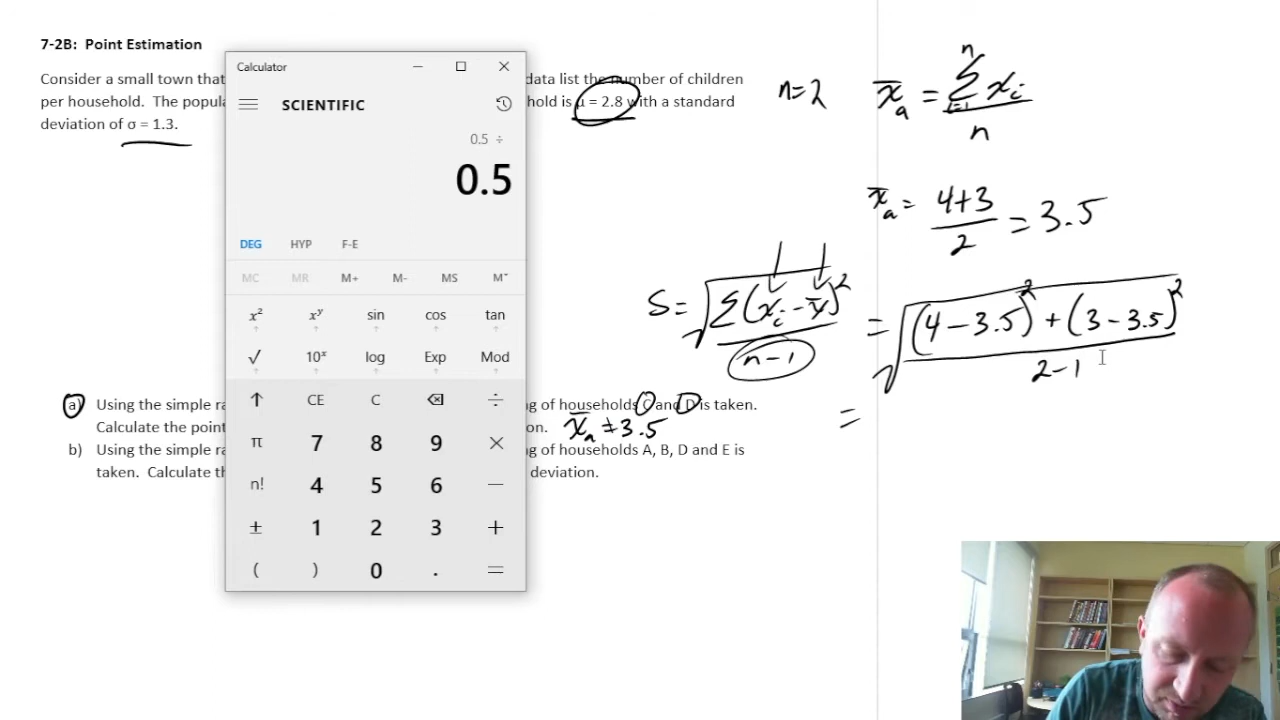 7-2B: Point Estimation
Consider a small town that
data list the number of children
per household. The popula
hold is μ = 2.8 with a standard
deviation of σ = 1.3.
Calculator
SCIENTIFIC
0.5 ÷
0.5
DEG HYP F-E
MC MR M+ M- MS M˅
x² xʸ sin cos tan
√ 10ˣ log Exp Mod
↑ CE C ⌫ ÷
π 7 8 9 ×
n! 4 5 6 −
± 1 2 3 +
( ) 0 . =
a) Using the simple ra
ng of households C and D is taken.
Calculate the point
on.
x̄ₐ = 3.5
b) Using the simple ra
ng of households A, B, D and E is
taken. Calculate th
deviation.
n=2
x̄ₐ = Σᵢ₌₁ⁿ xᵢ / n
x̄ₐ = 4+3 / 2 = 3.5
S = √(Σ(xᵢ - x̄)² / n-1) = √((4-3.5)² + (3-3.5)² / 2-1)
=